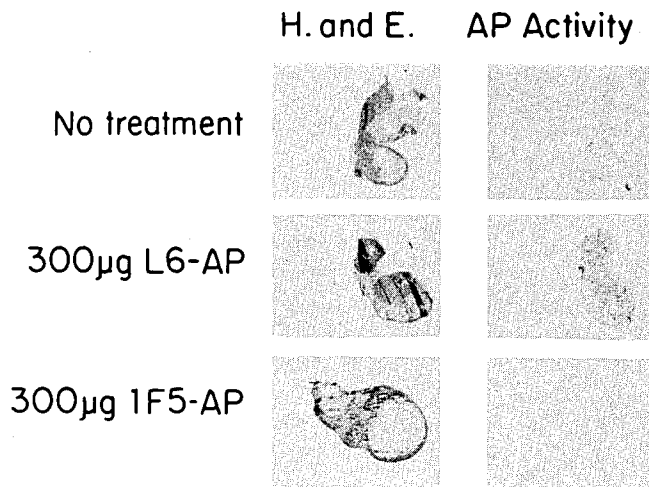 H. and E. AP Activity
No treatment
300µg L6-AP
300µg 1F5-AP